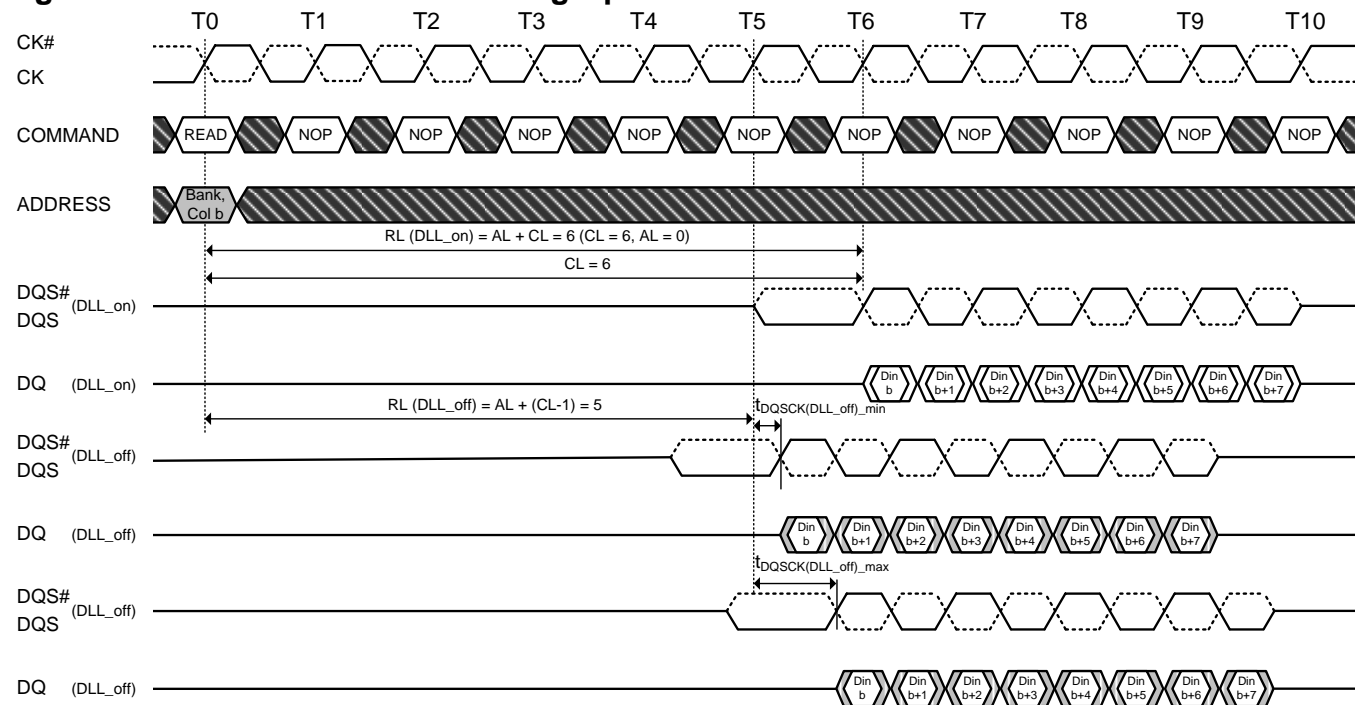 T0 T1 T2 T3 T4 T5 T6 T7 T8 T9 T10
CK#
CK
COMMAND READ NOP NOP NOP NOP NOP NOP NOP NOP NOP NOP
ADDRESS Bank,
Col b
RL (DLL_on) = AL + CL = 6 (CL = 6, AL = 0)
CL = 6
DQS# (DLL_on)
DQS
DQ (DLL_on) Din b Din b+1 Din b+2 Din b+3 Din b+4 Din b+5 Din b+6 Din b+7
RL (DLL_off) = AL + (CL-1) = 5 tDQSCK(DLL_off)_min
DQS# (DLL_off)
DQS
DQ (DLL_off) Din b Din b+1 Din b+2 Din b+3 Din b+4 Din b+5 Din b+6 Din b+7
tDQSCK(DLL_off)_max
DQS# (DLL_off)
DQS
DQ (DLL_off) Din b Din b+1 Din b+2 Din b+3 Din b+4 Din b+5 Din b+6 Din b+7